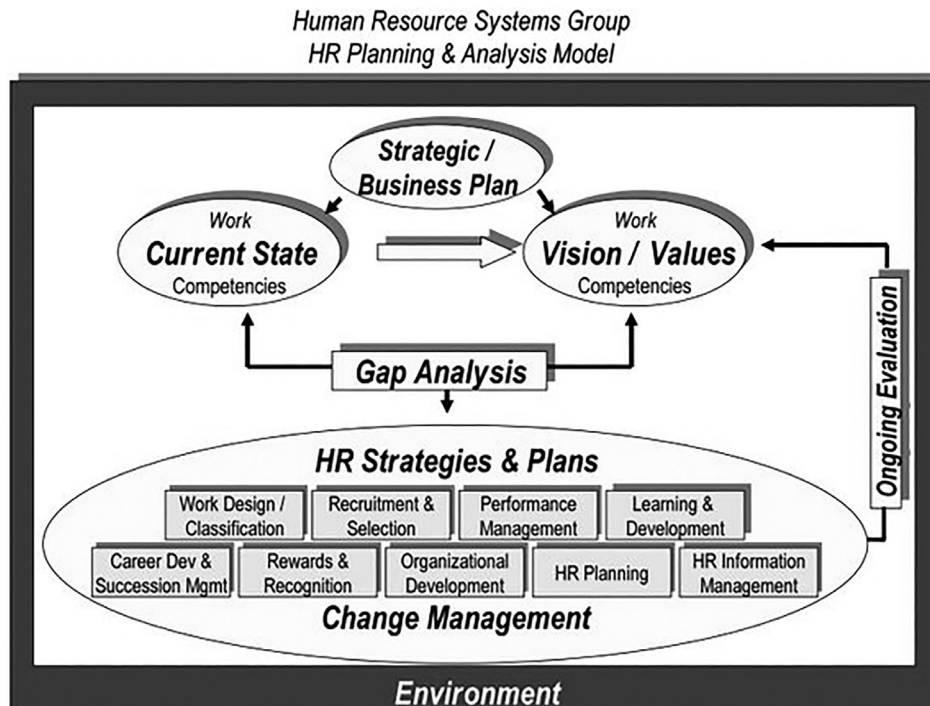 Human Resource Systems Group
HR Planning & Analysis Model
Strategic /
Business Plan
Work
Current State
Competencies
Work
Vision / Values
Competencies
Gap Analysis
Ongoing Evaluation
HR Strategies & Plans
Work Design /
Classification
Recruitment &
Selection
Performance
Management
Learning &
Development
Career Dev &
Succession Mgmt
Rewards &
Recognition
Organizational
Development
HR Planning
HR Information
Management
Change Management
Environment